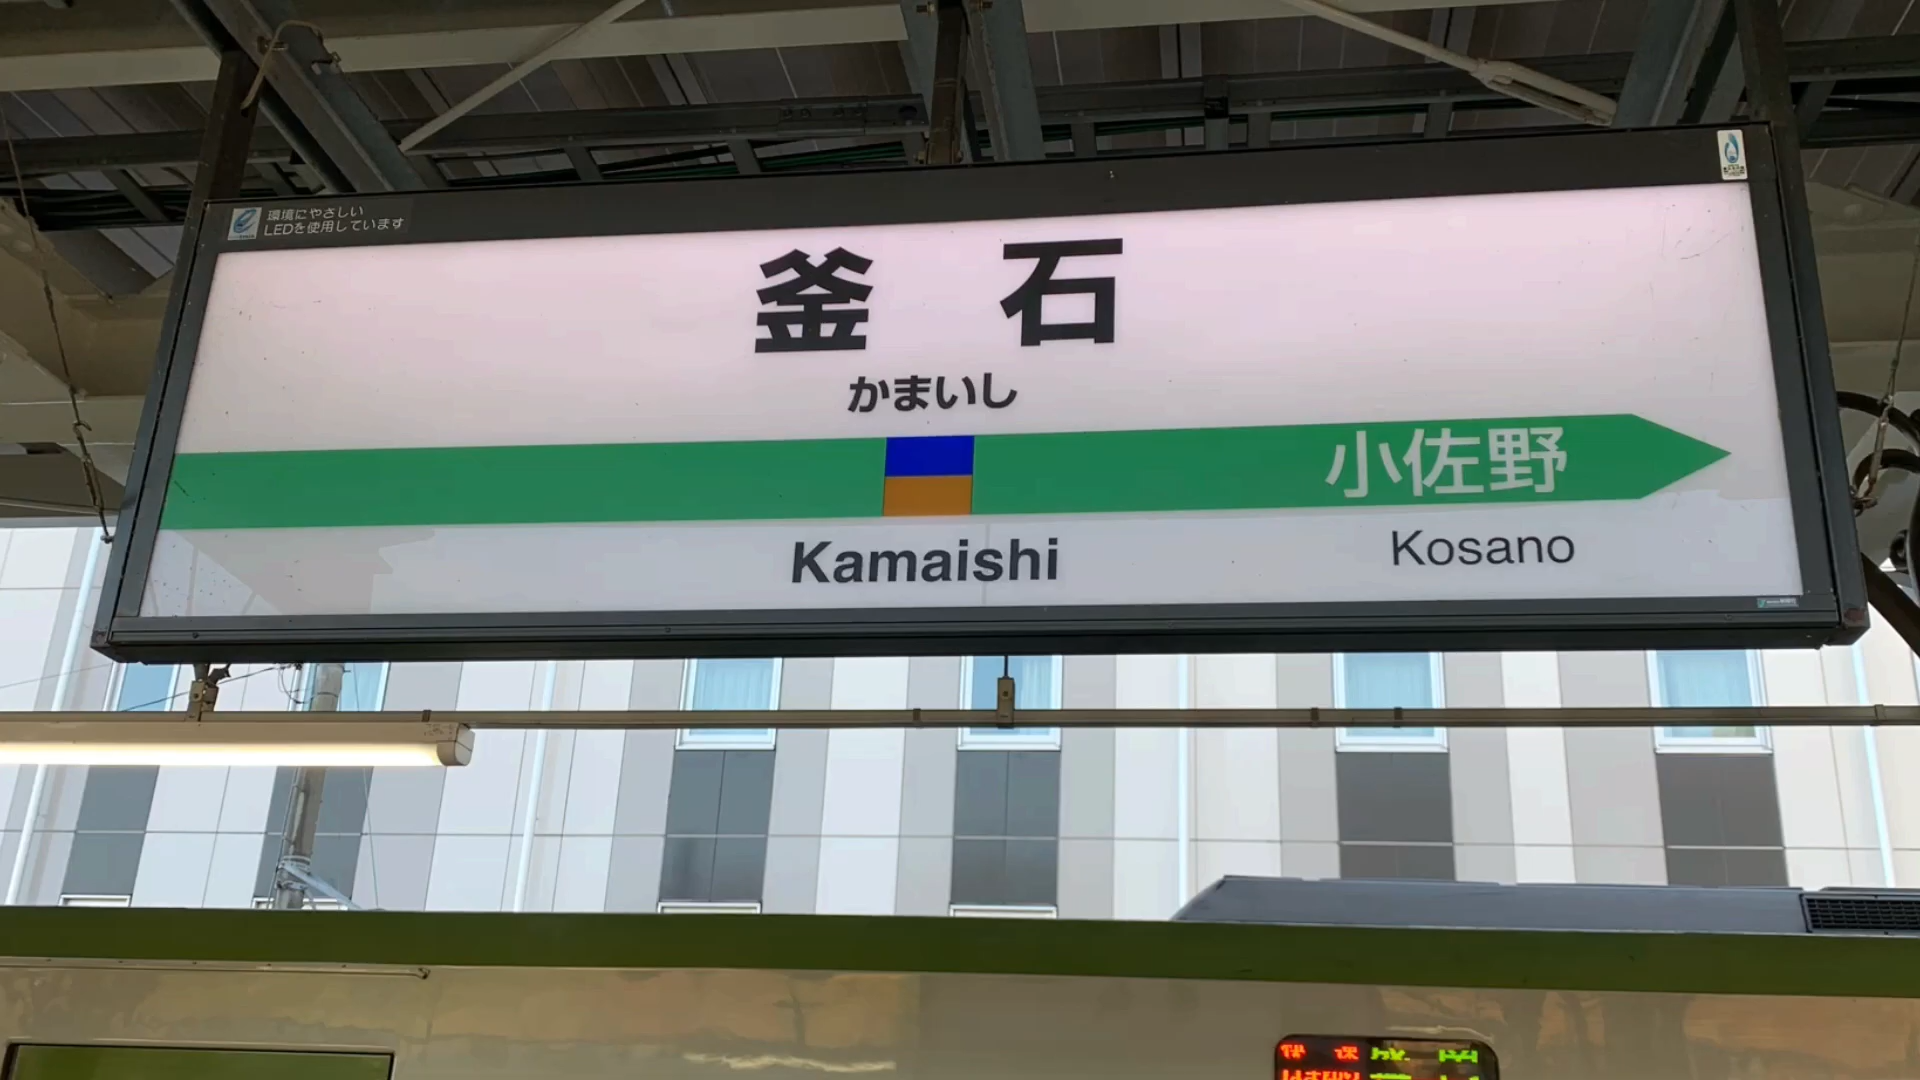 環境にやさしい
LEDを使用しています
釜石
かまいし
小佐野
Kamaishi
Kosano